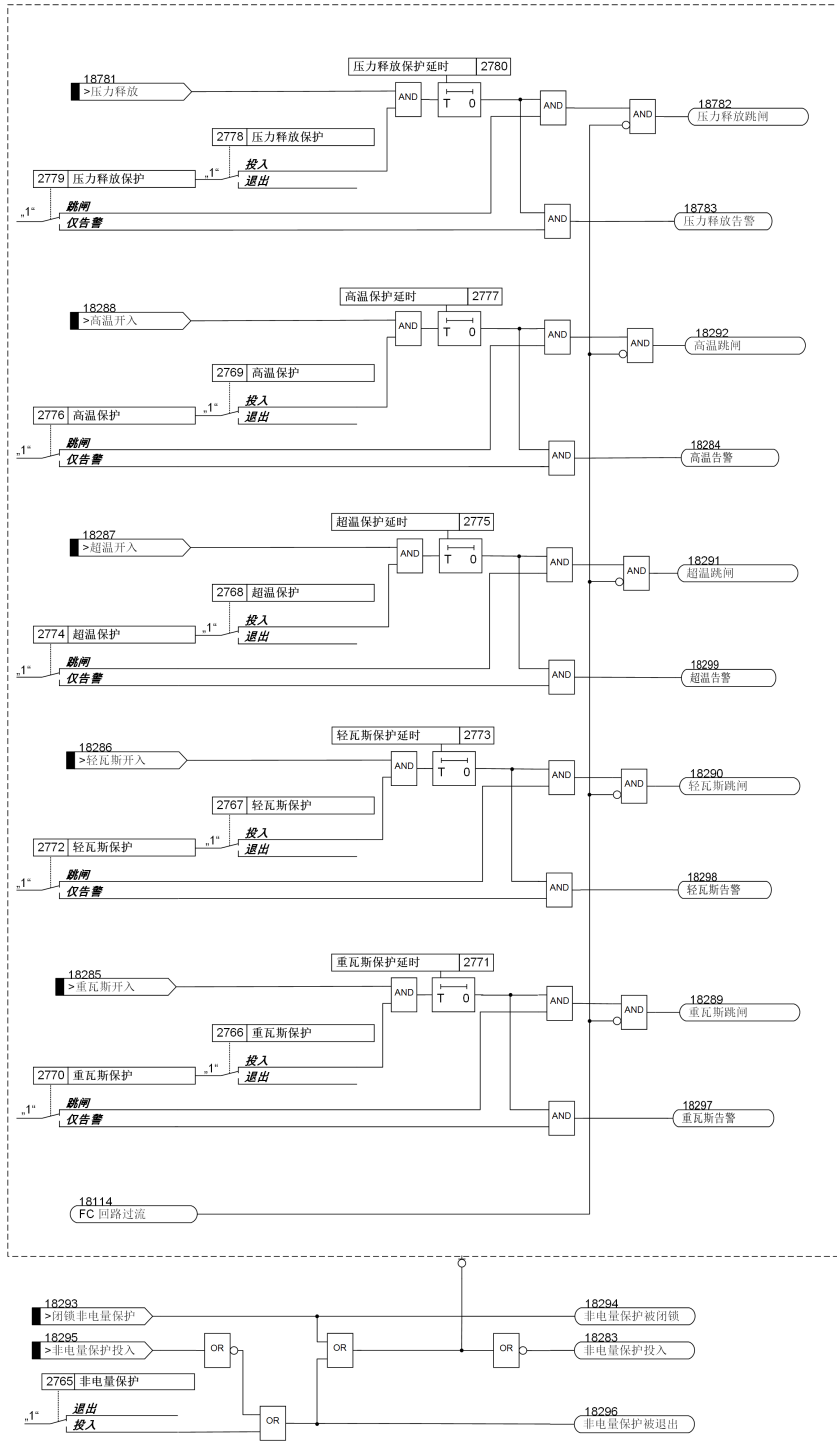 压力释放保护延时 2780
18781
>压力释放
AND
T 0
AND
AND
18782
压力释放跳闸
2778 压力释放保护
„1“
投入
退出
2779 压力释放保护
„1“
跳闸
仅告警
AND
18783
压力释放告警
高温保护延时 2777
18288
>高温开入
AND
T 0
AND
AND
18292
高温跳闸
2769 高温保护
„1“
投入
退出
2776 高温保护
„1“
跳闸
仅告警
AND
18284
高温告警
超温保护延时 2775
18287
>超温开入
AND
T 0
AND
AND
18291
超温跳闸
2768 超温保护
„1“
投入
退出
2774 超温保护
„1“
跳闸
仅告警
AND
18299
超温告警
轻瓦斯保护延时 2773
18286
>轻瓦斯开入
AND
T 0
AND
AND
18290
轻瓦斯跳闸
2767 轻瓦斯保护
„1“
投入
退出
2772 轻瓦斯保护
„1“
跳闸
仅告警
AND
18298
轻瓦斯告警
重瓦斯保护延时 2771
18285
>重瓦斯开入
AND
T 0
AND
AND
18289
重瓦斯跳闸
2766 重瓦斯保护
„1“
投入
退出
2770 重瓦斯保护
„1“
跳闸
仅告警
AND
18297
重瓦斯告警
18114
FC 回路过流
18293
>闭锁非电量保护
18294
非电量保护被闭锁
18295
>非电量保护投入
OR
OR
OR
18283
非电量保护投入
2765 非电量保护
„1“
退出
投入
OR
18296
非电量保护被退出